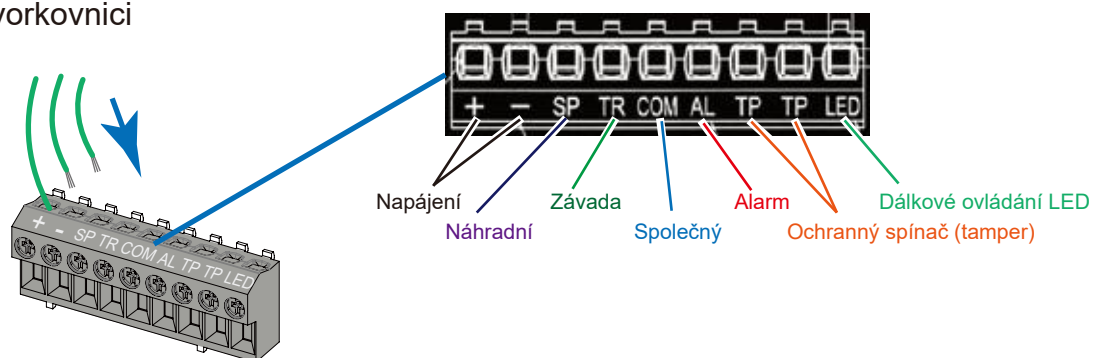 vorkovnici
+ − SP TR COM AL TP TP LED
Napájení Závada Alarm Dálkové ovládání LED
Náhradní Společný Ochranný spínač (tamper)
+ - SP TR COM AL TP TP LED